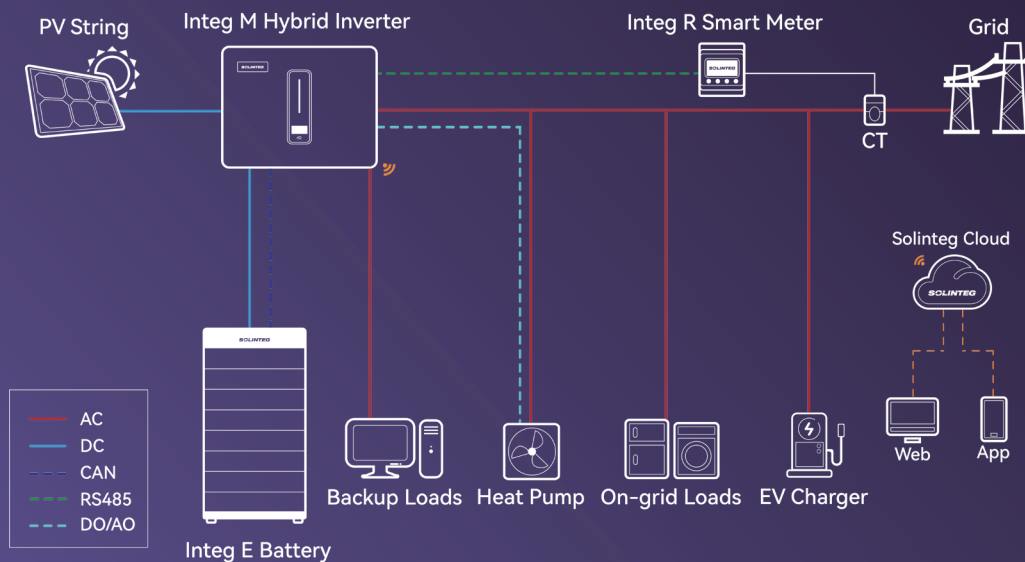 PV String
Integ M Hybrid Inverter
Integ R Smart Meter
Grid
SOLINTEG
SOLINTEG
CT
Solinteg Cloud
SOLINTEG
SOLINTEG
AC
DC
CAN
RS485
DO/AO
Backup Loads
Heat Pump
On-grid Loads
EV Charger
Web
App
Integ E Battery